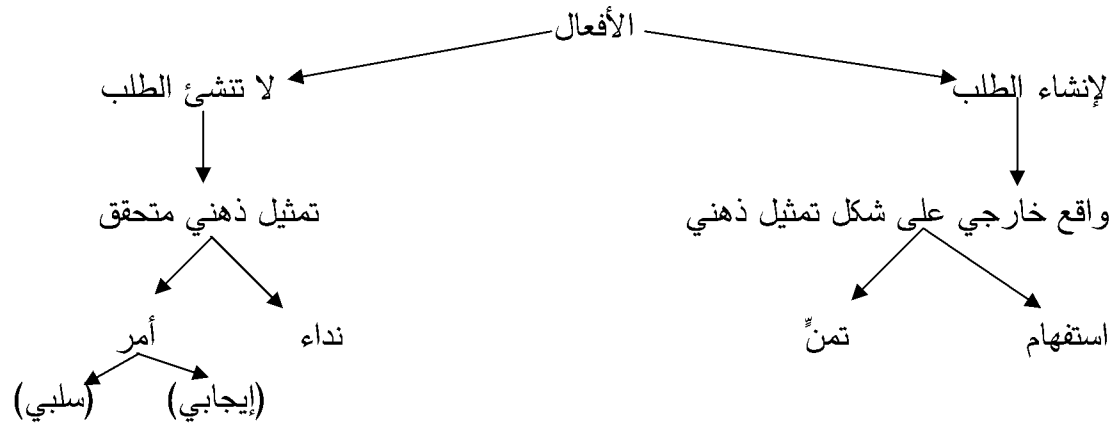 الأفعال
لإنشاء الطلب لا تنشئ الطلب
واقع خارجي على شكل تمثيل ذهني تمثيل ذهني متحقق
استفهام تمنٍّ نداء أمر
(إيجابي) (سلبي)